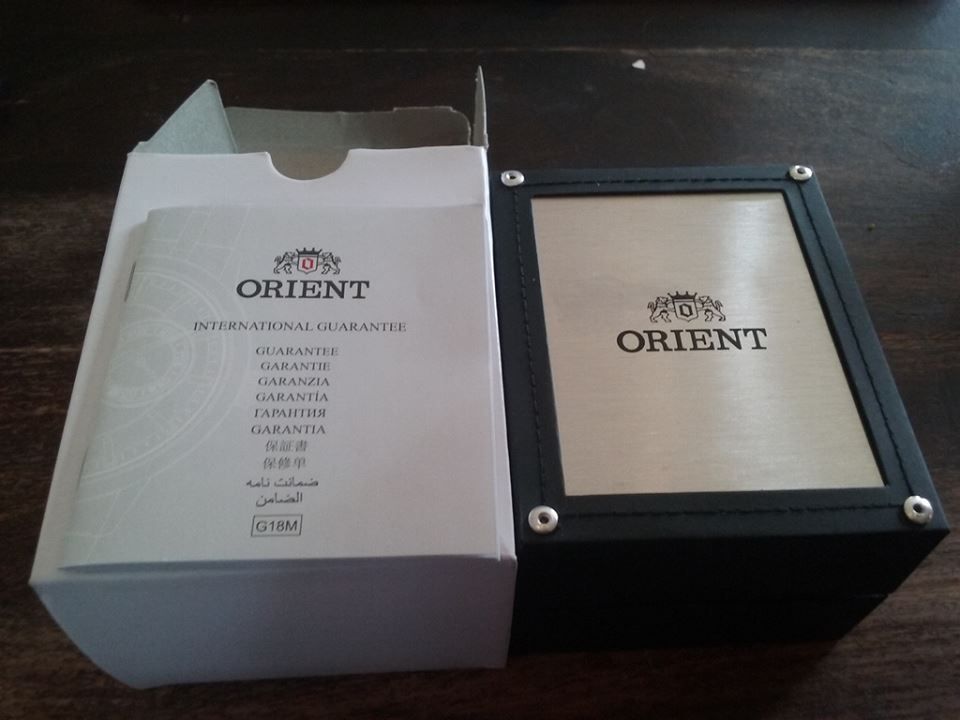 ORIENT
INTERNATIONAL GUARANTEE
GUARANTEE
GARANTIE
GARANZIA
GARANTÍA
ГАРАНТИЯ
GARANTIA
保証書
保修单
ضمانت نامه
الضامن
G18M
ORIENT